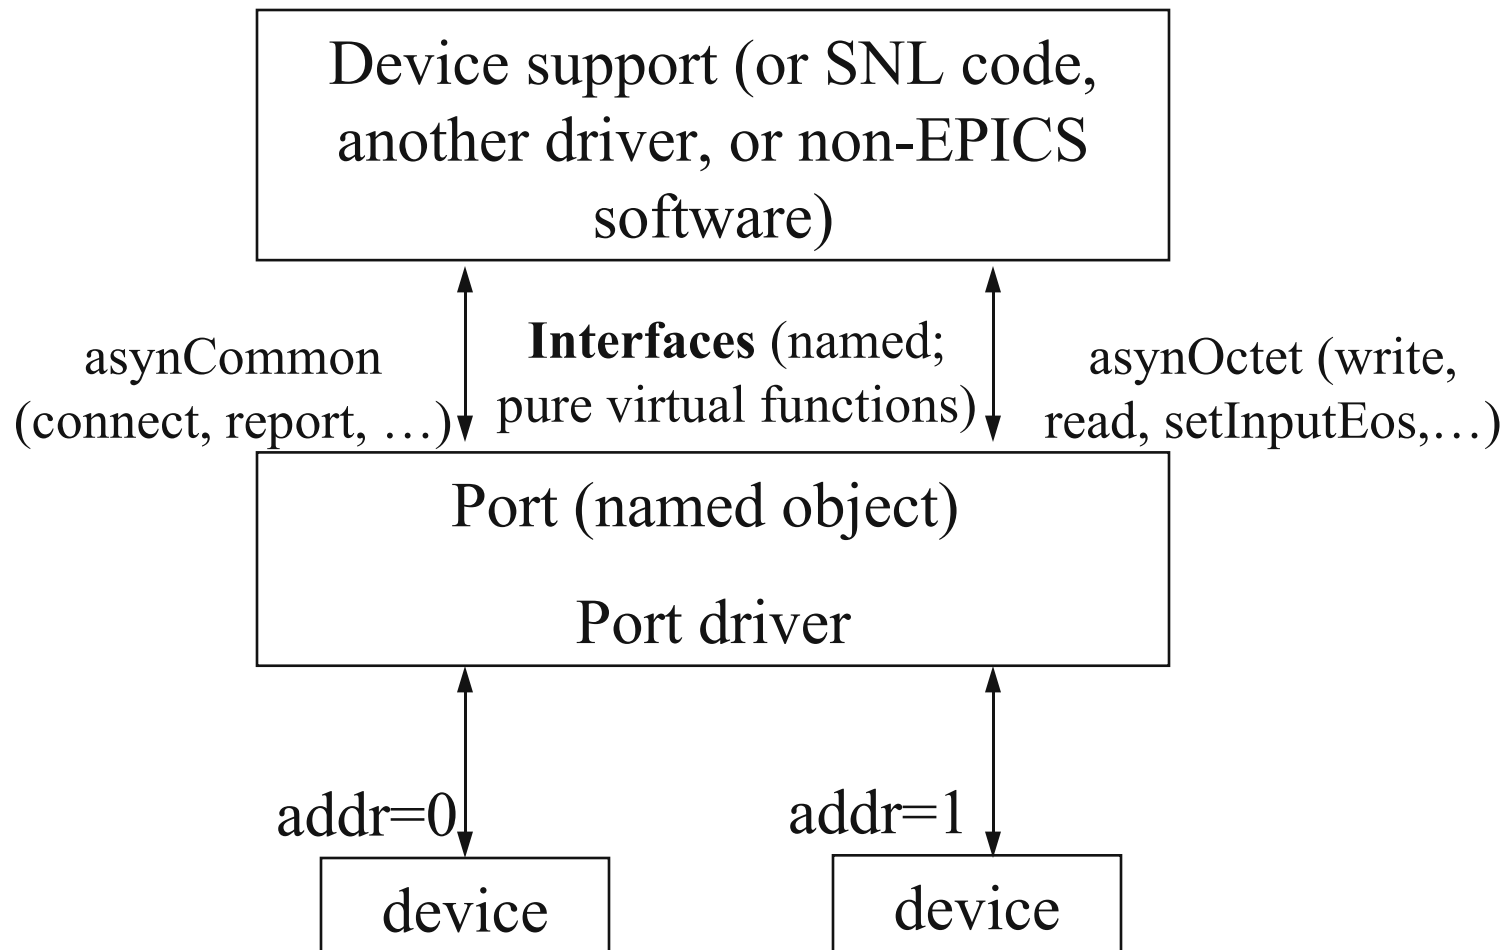 Device support (or SNL code,
another driver, or non-EPICS
software)
asynCommon
(connect, report, …)
Interfaces (named;
pure virtual functions)
asynOctet (write,
read, setInputEos,…)
Port (named object)
Port driver
addr=0
addr=1
device
device